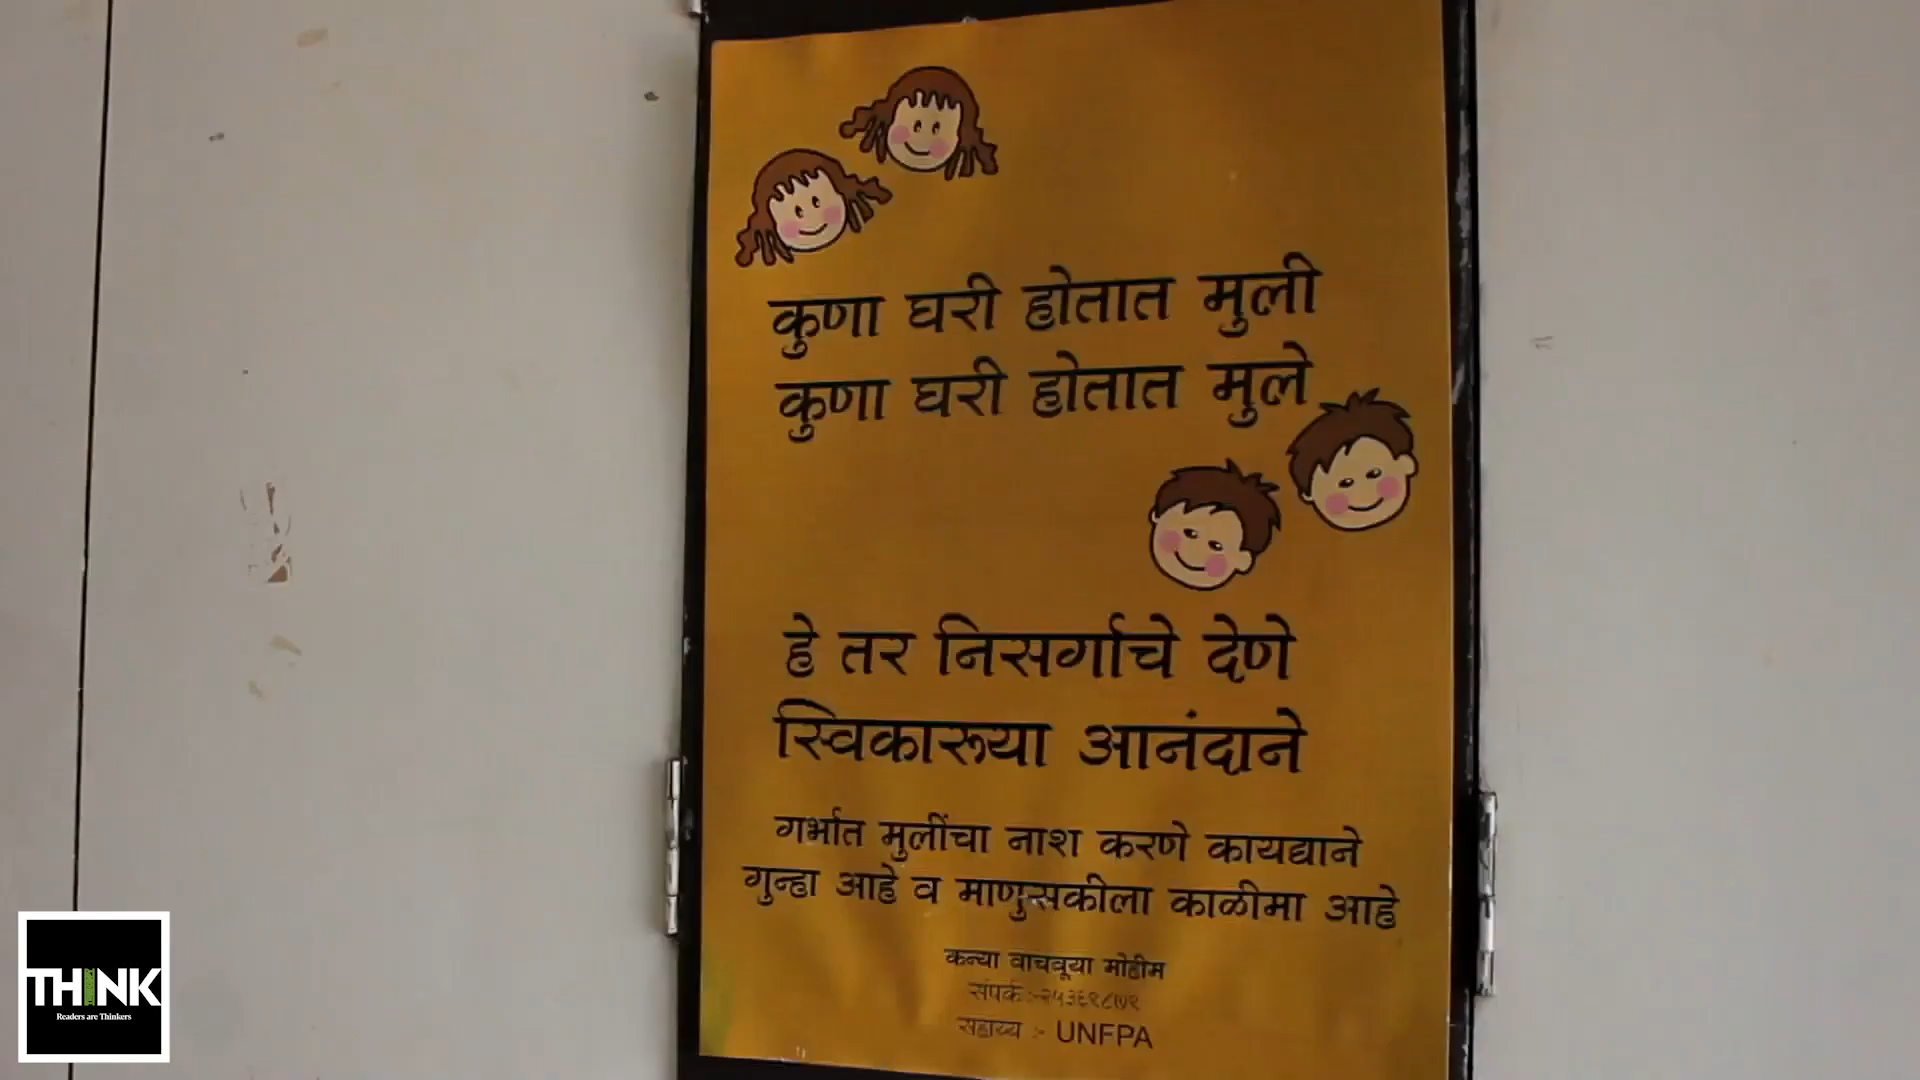 कुणा घरी होतात मुली
कुणा घरी होतात मुले
हे तर निसर्गाचे देणे
स्विकारूया आनंदाने
गर्भात मुलींचा नाश करणे कायद्याने
गुन्हा आहे व माणुसकीला काळीमा आहे
कन्या वाचवूया मोहीम
संपर्क :-२५३६९८७९
सहाय्य :- UNFPA
THINK
Readers are Thinkers